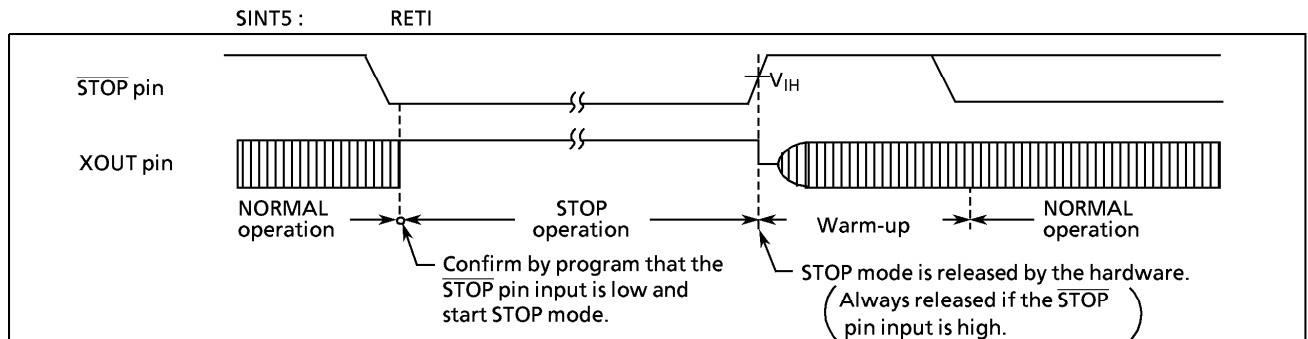 SINT5 : RETI
STOP pin
VIH
XOUT pin
NORMAL
operation
STOP
operation
Warm-up
NORMAL
operation
Confirm by program that the
STOP pin input is low and
start STOP mode.
STOP mode is released by the hardware.
(Always released if the STOP
pin input is high.)